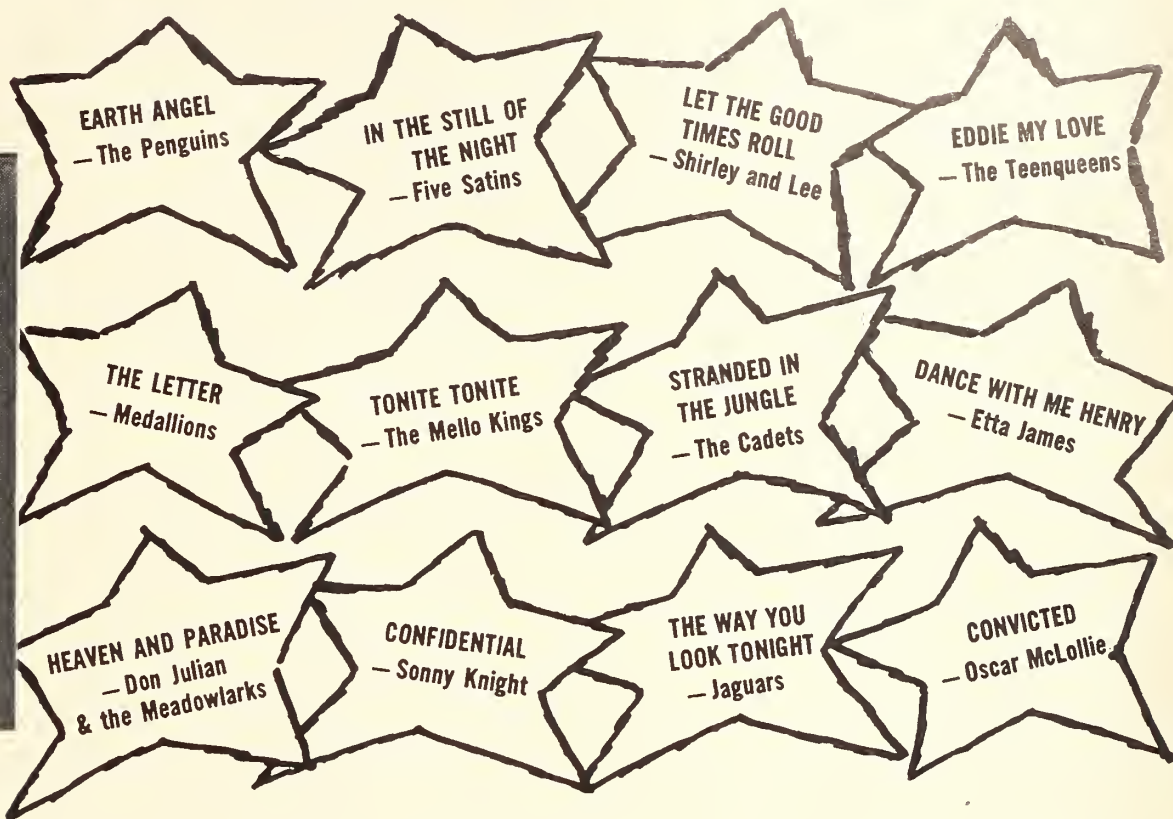 EARTH ANGEL
— The Penguins
IN THE STILL OF
THE NIGHT
— Five Satins
LET THE GOOD
TIMES ROLL
— Shirley and Lee
EDDIE MY LOVE
— The Teenqueens
THE LETTER
— Medallions
TONITE TONITE
— The Mello Kings
STRANDED IN
THE JUNGLE
— The Cadets
DANCE WITH ME HENRY
— Etta James
HEAVEN AND PARADISE
— Don Julian
& the Meadowlarks
CONFIDENTIAL
— Sonny Knight
THE WAY YOU
LOOK TONIGHT
— Jaguars
CONVICTED
— Oscar McLollie